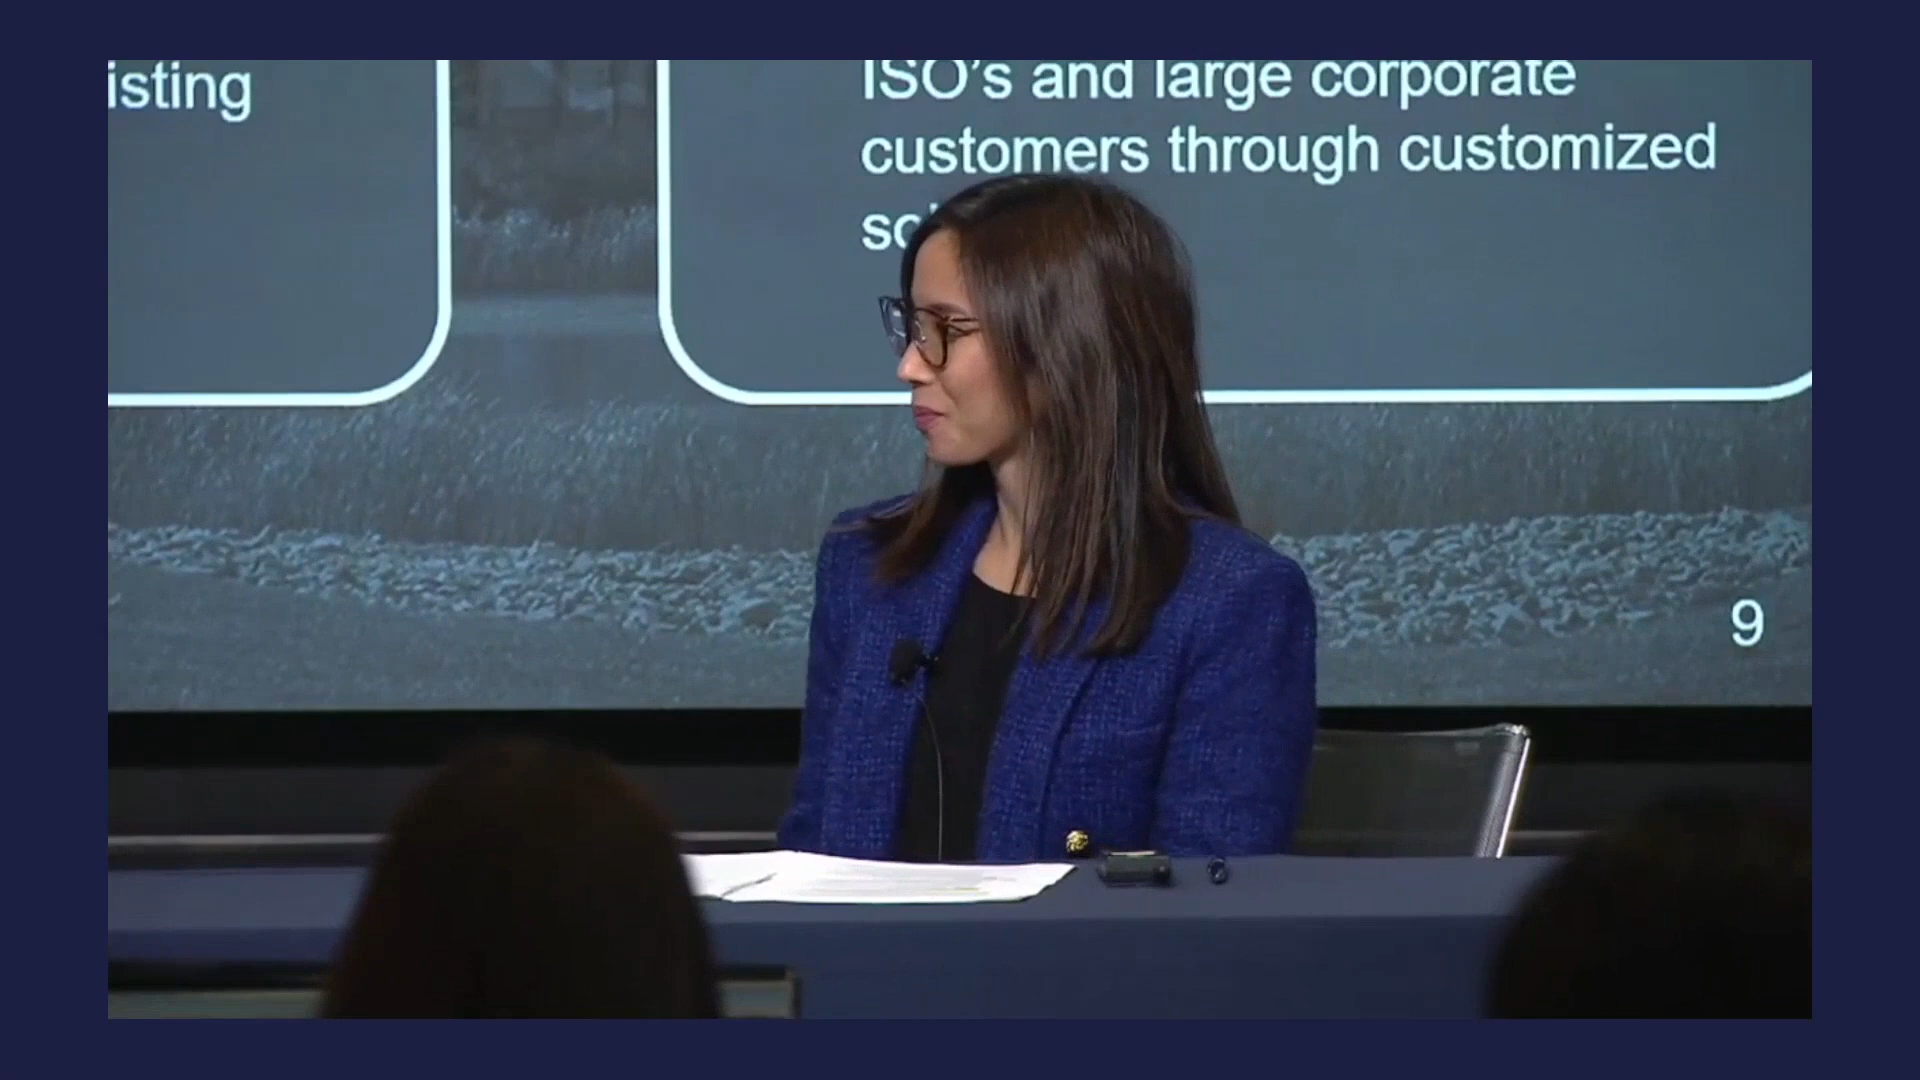 isting
ISO's and large corporate
customers through customized
9